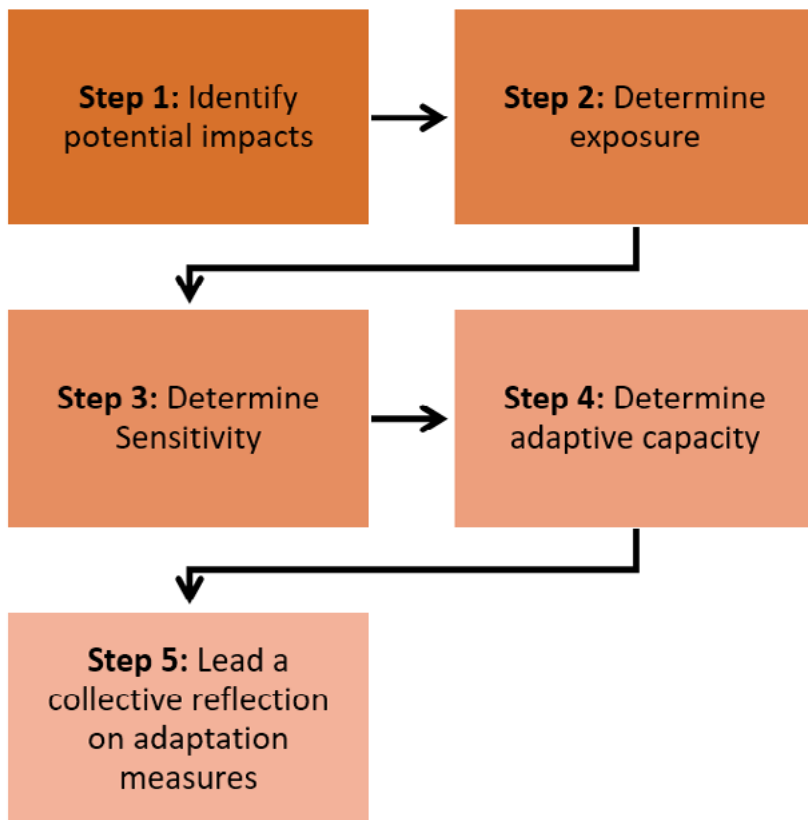 Step 1: Identify
potential impacts
Step 2: Determine
exposure
Step 3: Determine
Sensitivity
Step 4: Determine
adaptive capacity
Step 5: Lead a
collective reflection
on adaptation
measures